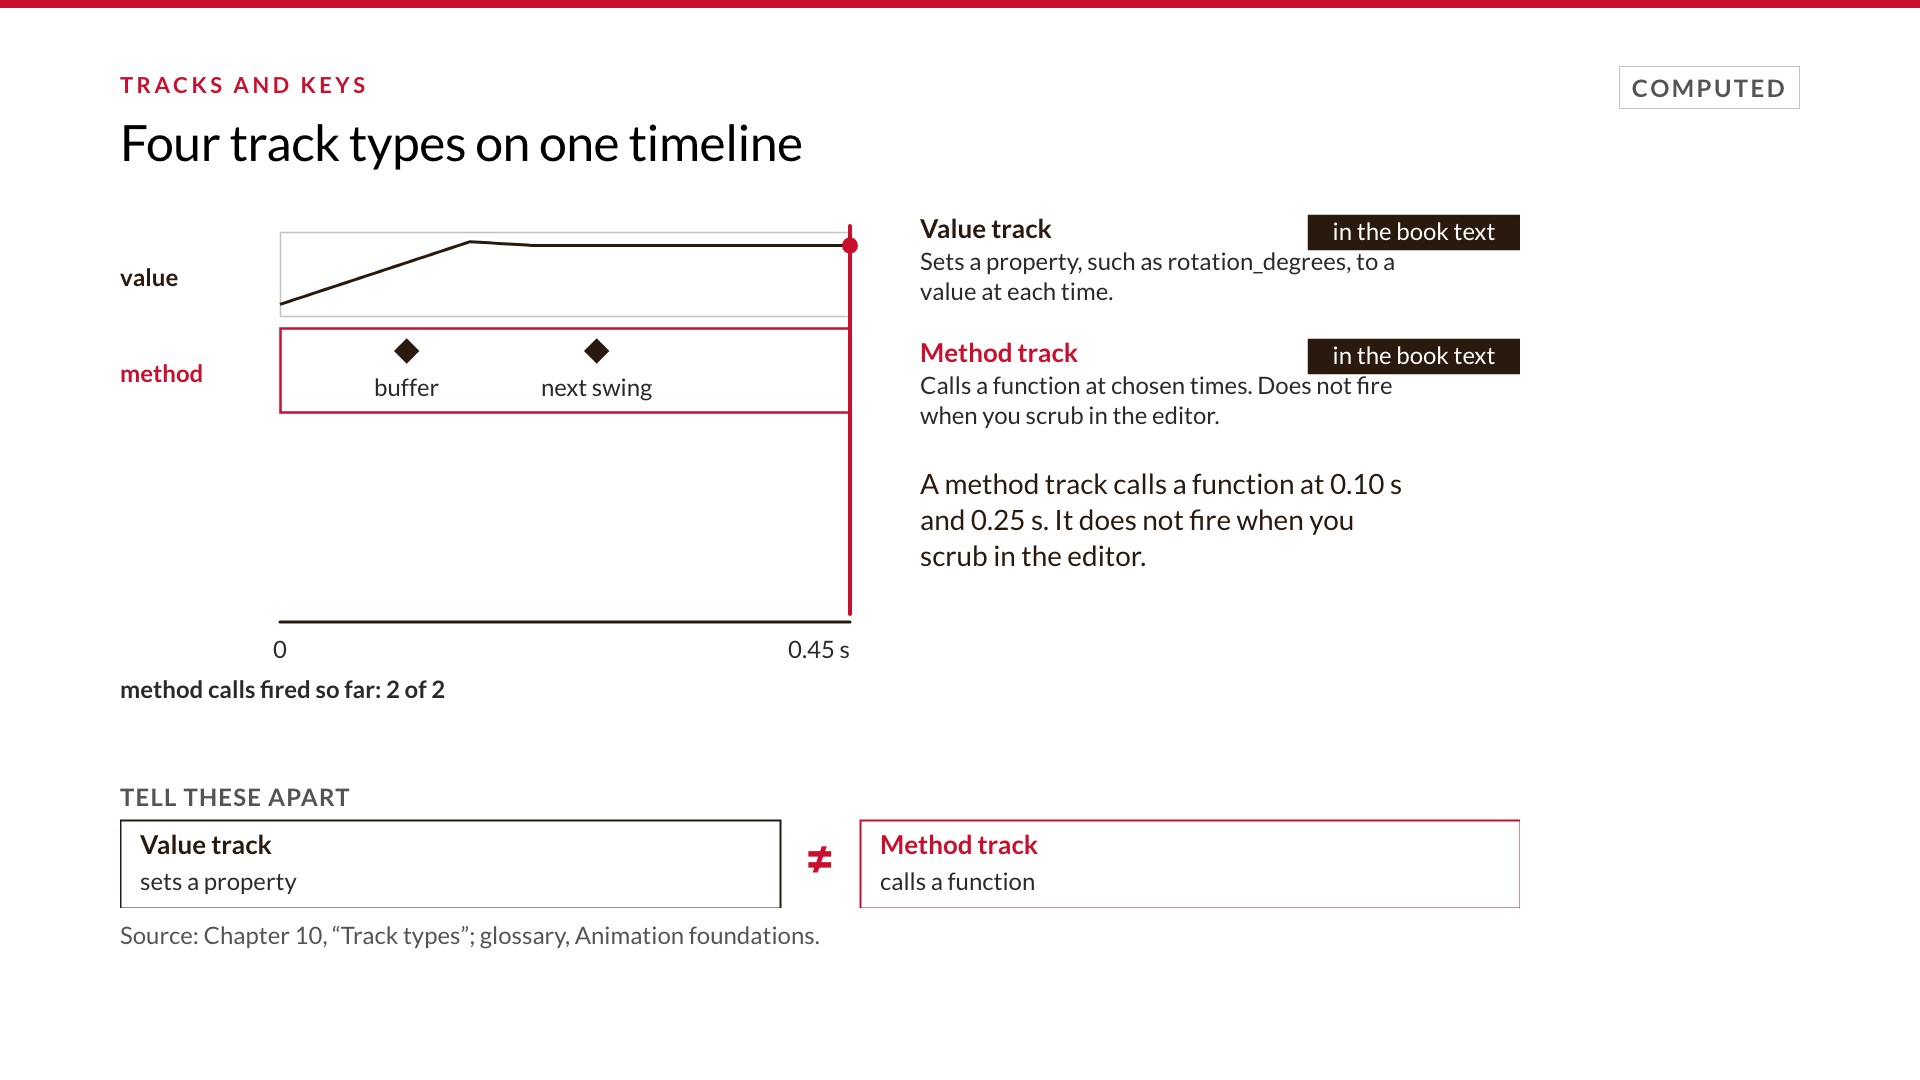 TRACKS AND KEYS
COMPUTED
Four track types on one timeline
value
method
buffer
next swing
0
0.45 s
method calls fired so far: 2 of 2
Value track
in the book text
Sets a property, such as rotation_degrees, to a
value at each time.
Method track
in the book text
Calls a function at chosen times. Does not fire
when you scrub in the editor.
A method track calls a function at 0.10 s
and 0.25 s. It does not fire when you
scrub in the editor.
TELL THESE APART
Value track
sets a property
≠
Method track
calls a function
Source: Chapter 10, “Track types”; glossary, Animation foundations.